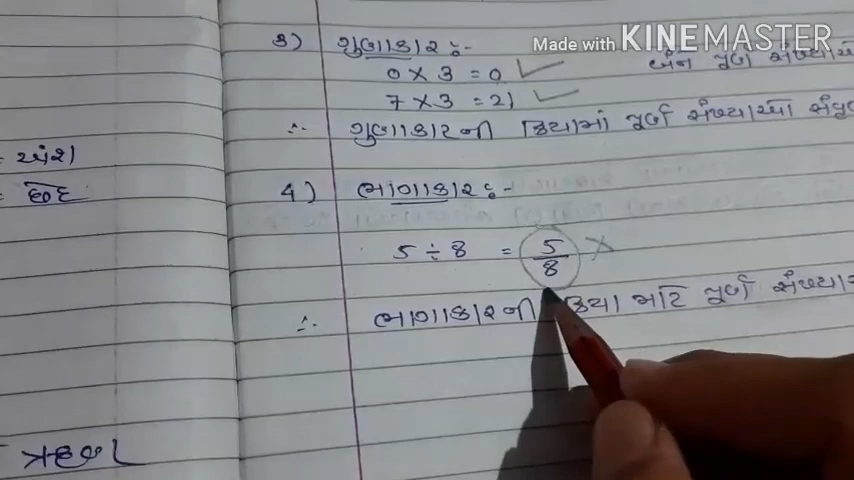 3) ગુણાકાર :-
Made with KINEMASTER
0 × 3 = 0
બંને પૂર્ણ સંખ્યાઓ
7 × 3 = 21
∴ ગુણાકારની ક્રિયામાં પૂર્ણ સંખ્યાઓ
= અંશ
= છેદ
4) ભાગાકાર :-
5 ÷ 8 = 5/8 ×
∴ ભાગાકારની ક્રિયા માટે પૂર્ણ